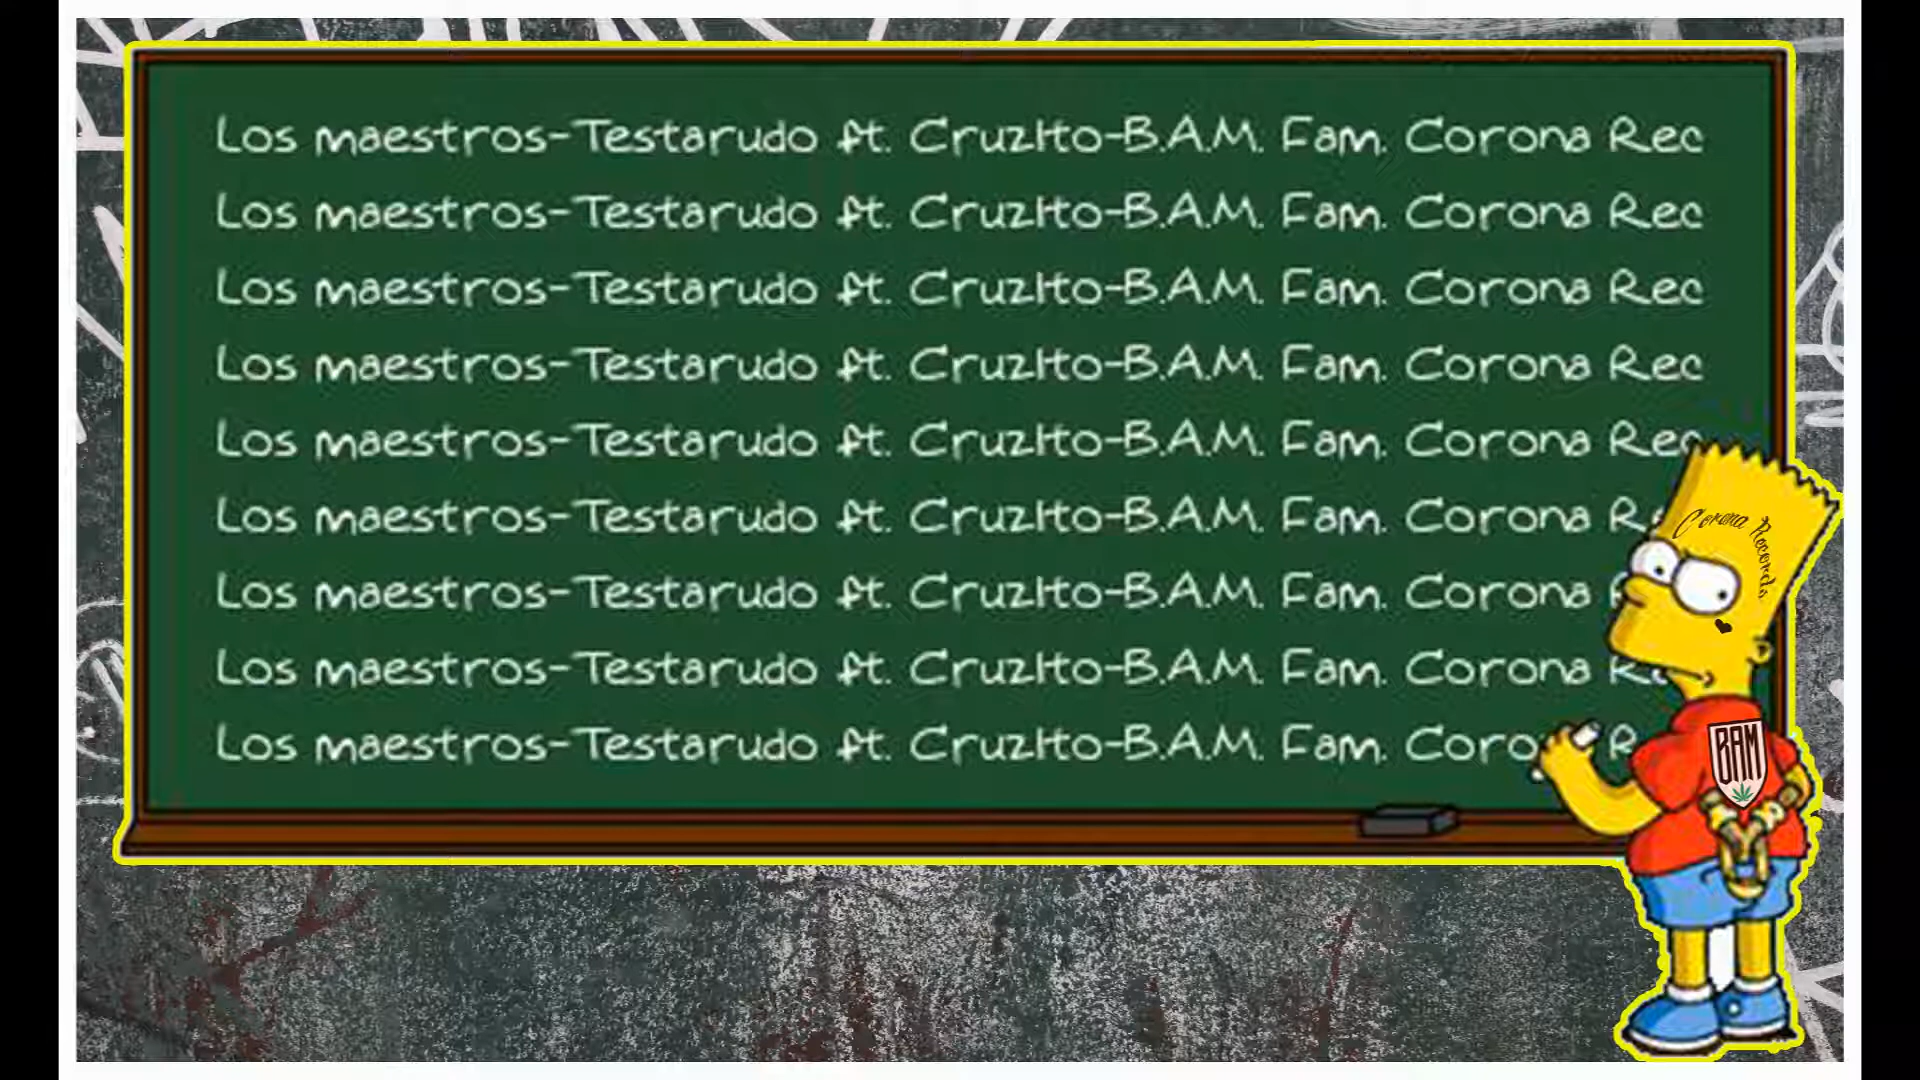 Los maestros-Testarudo ft. CruzIto-B.A.M. Fam. Corona Rec
Los maestros-Testarudo ft. CruzIto-B.A.M. Fam. Corona Rec
Los maestros-Testarudo ft. CruzIto-B.A.M. Fam. Corona Rec
Los maestros-Testarudo ft. CruzIto-B.A.M. Fam. Corona Rec
Los maestros-Testarudo ft. CruzIto-B.A.M. Fam. Corona Rec
Los maestros-Testarudo ft. CruzIto-B.A.M. Fam. Corona
Los maestros-Testarudo ft. CruzIto-B.A.M. Fam. Corona
Los maestros-Testarudo ft. CruzIto-B.A.M. Fam. Corona
Los maestros-Testarudo ft. CruzIto-B.A.M. Fam.
Corona Records
BAM